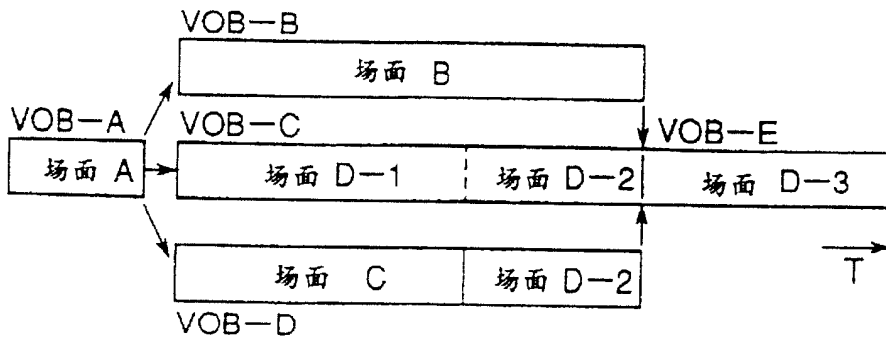 VOB-B
场面 B
VOB-A
VOB-C
VOB-E
场面 A
场面 D-1
场面 D-2
场面 D-3
T
场面 C
场面 D-2
VOB-D